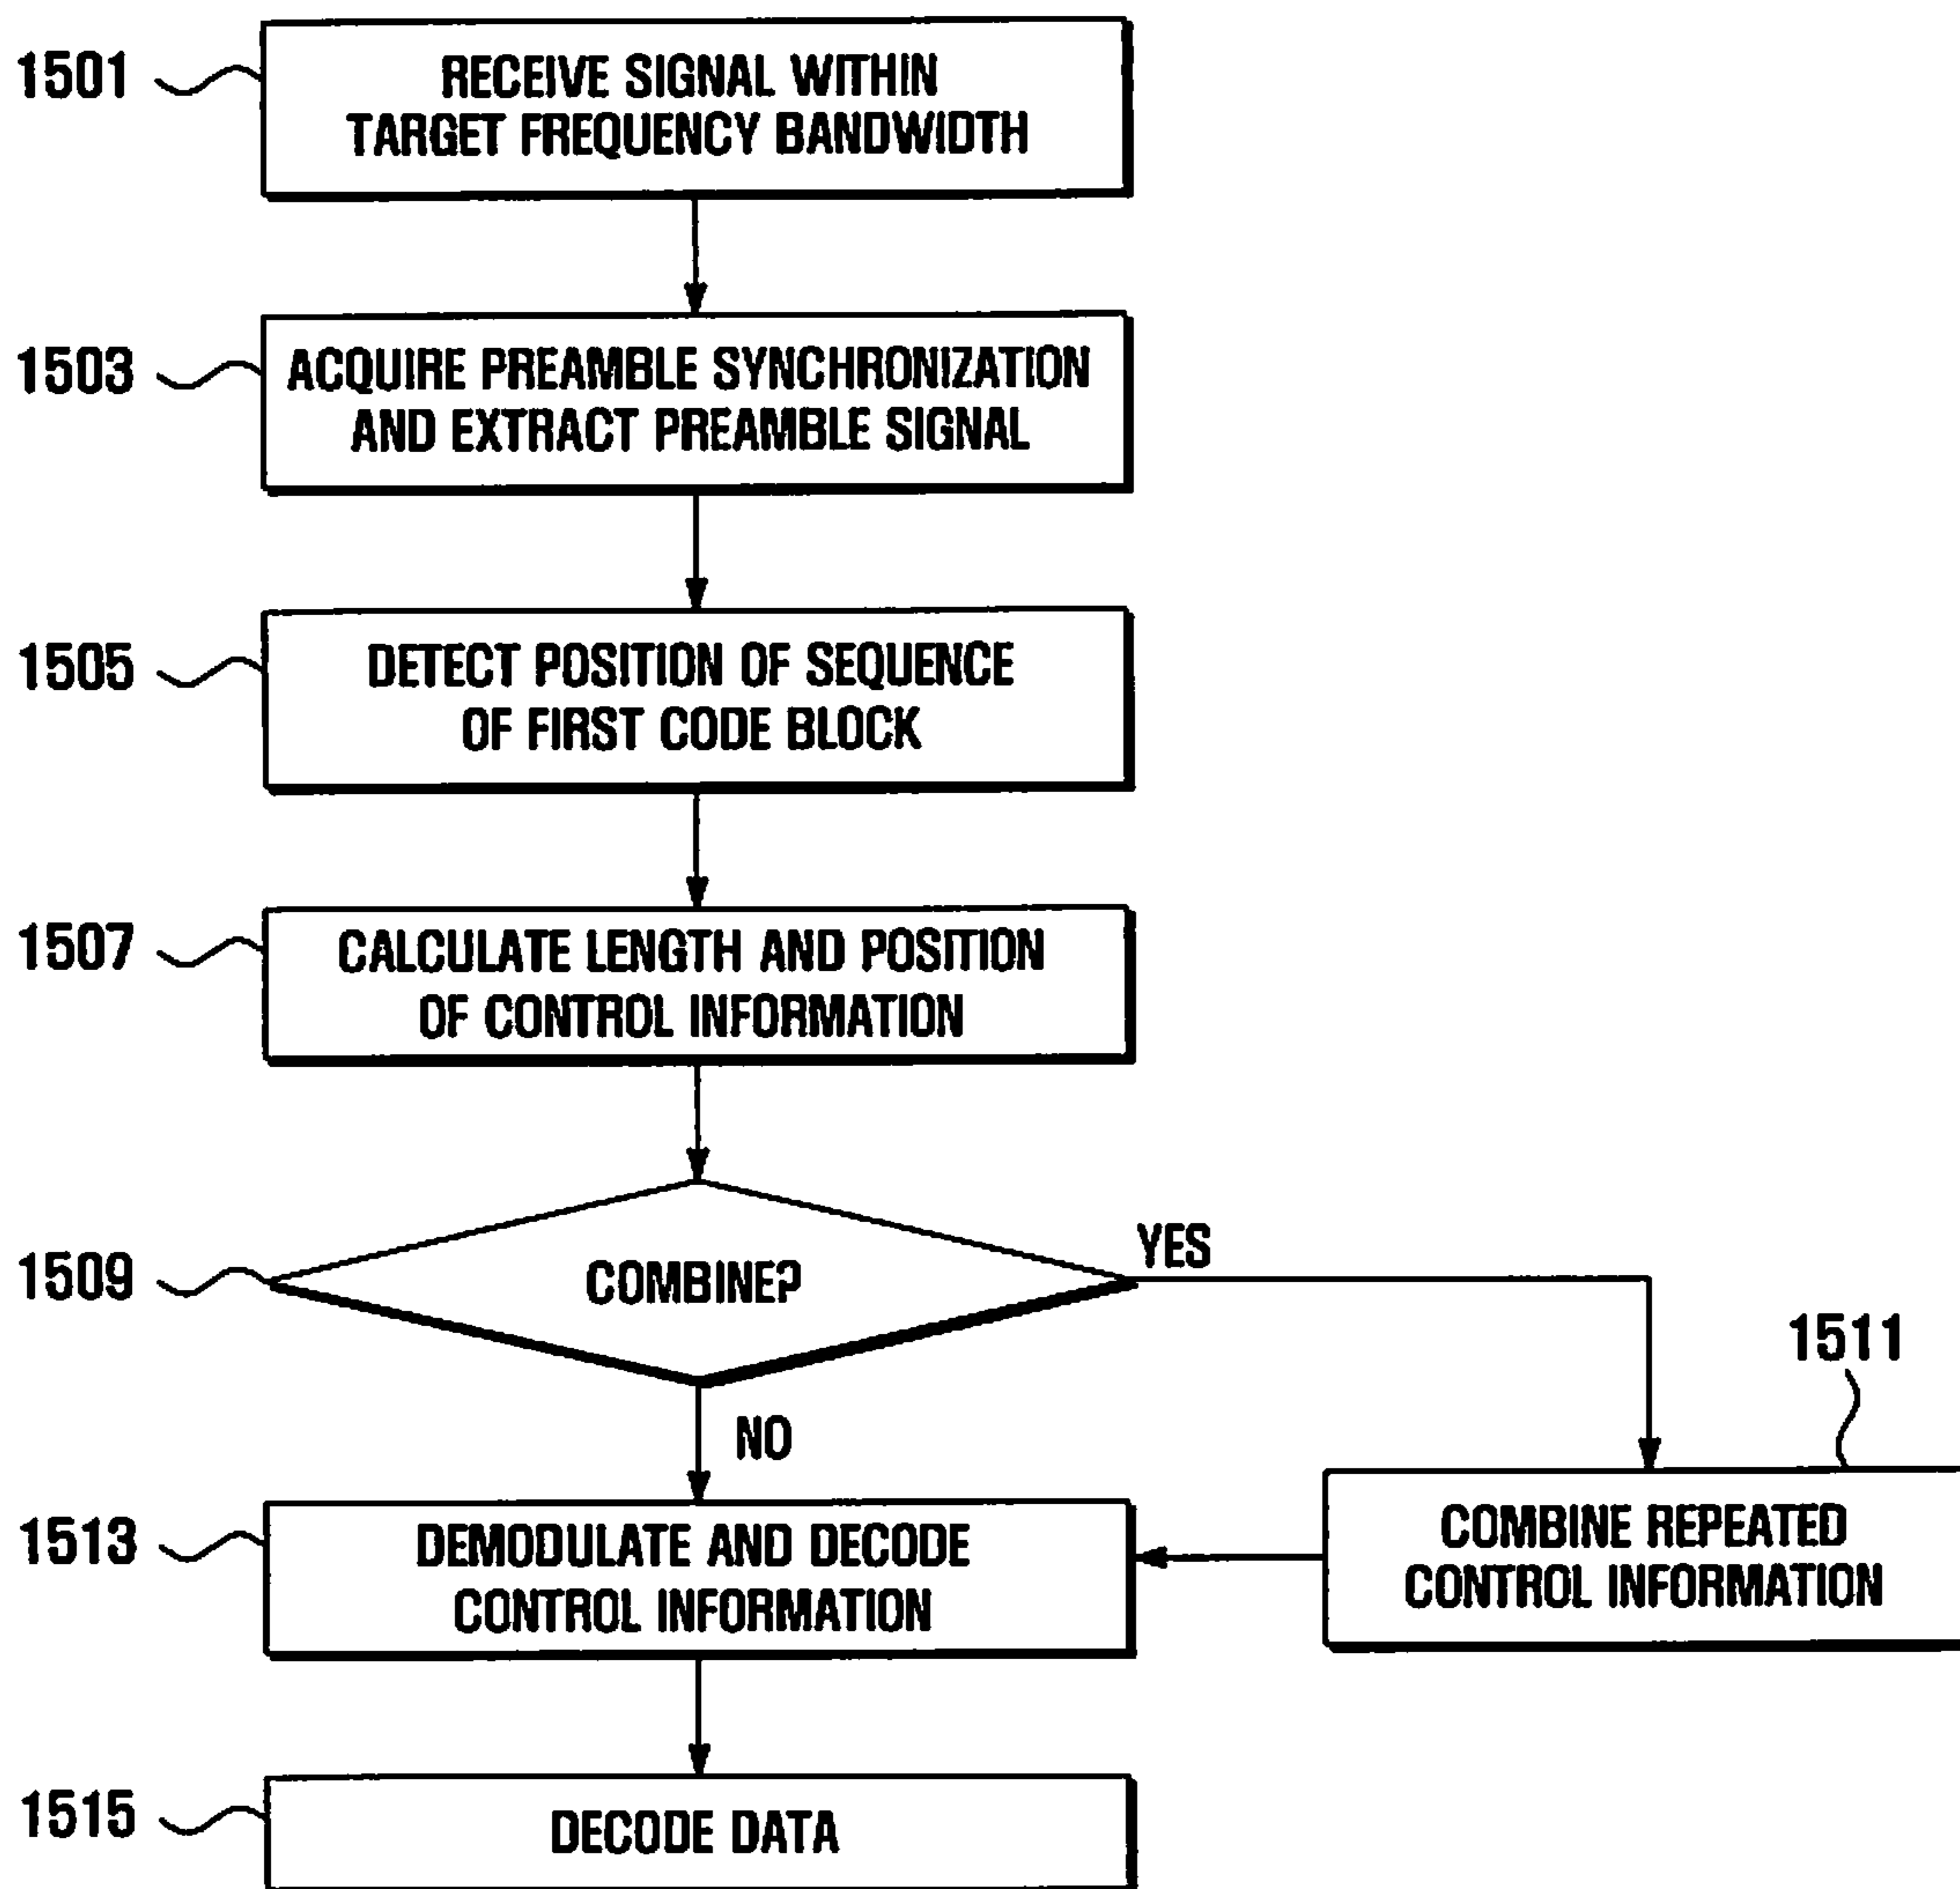 1501
RECEIVE SIGNAL WITHIN
TARGET FREQUENCY BANDWIDTH
1503
ACQUIRE PREAMBLE SYNCHRONIZATION
AND EXTRACT PREAMBLE SIGNAL
1505
DETECT POSITION OF SEQUENCE
OF FIRST CODE BLOCK
1507
CALCULATE LENGTH AND POSITION
OF CONTROL INFORMATION
1509
COMBINE?
YES
NO
1511
COMBINE REPEATED
CONTROL INFORMATION
1513
DEMODULATE AND DECODE
CONTROL INFORMATION
1515
DECODE DATA